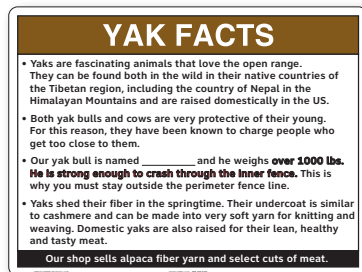 YAK FACTS
• Yaks are fascinating animals that love the open range.
They can be found both in the wild in their native countries of
the Tibetan region, including the country of Nepal in the
Himalayan Mountains and are raised domestically in the US.
• Both yak bulls and cows are very protective of their young.
For this reason, they have been known to charge people who
get too close to them.
• Our yak bull is named __________ and he weighs over 1000 lbs.
He is strong enough to crash through the inner fence. This is
why you must stay outside the perimeter fence line.
• Yaks shed their fiber in the springtime. Their undercoat is similar
to cashmere and can be made into very soft yarn for knitting and
weaving. Domestic yaks are also raised for their lean, healthy
and tasty meat.
Our shop sells alpaca fiber yarn and select cuts of meat.